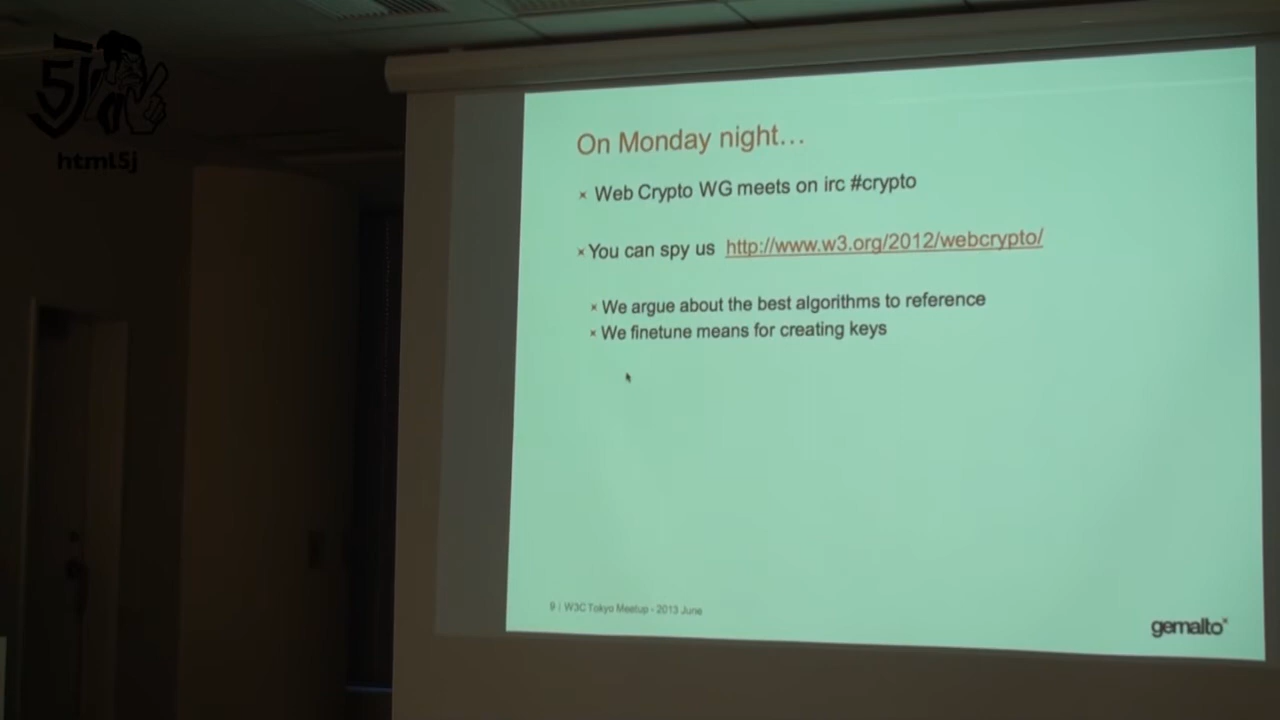 5J
html5j
On Monday night...
Web Crypto WG meets on irc #crypto
You can spy us http://www.w3.org/2012/webcrypto/
We argue about the best algorithms to reference
We finetune means for creating keys
9 | W3C Tokyo Meetup - 2013 June
gemalto